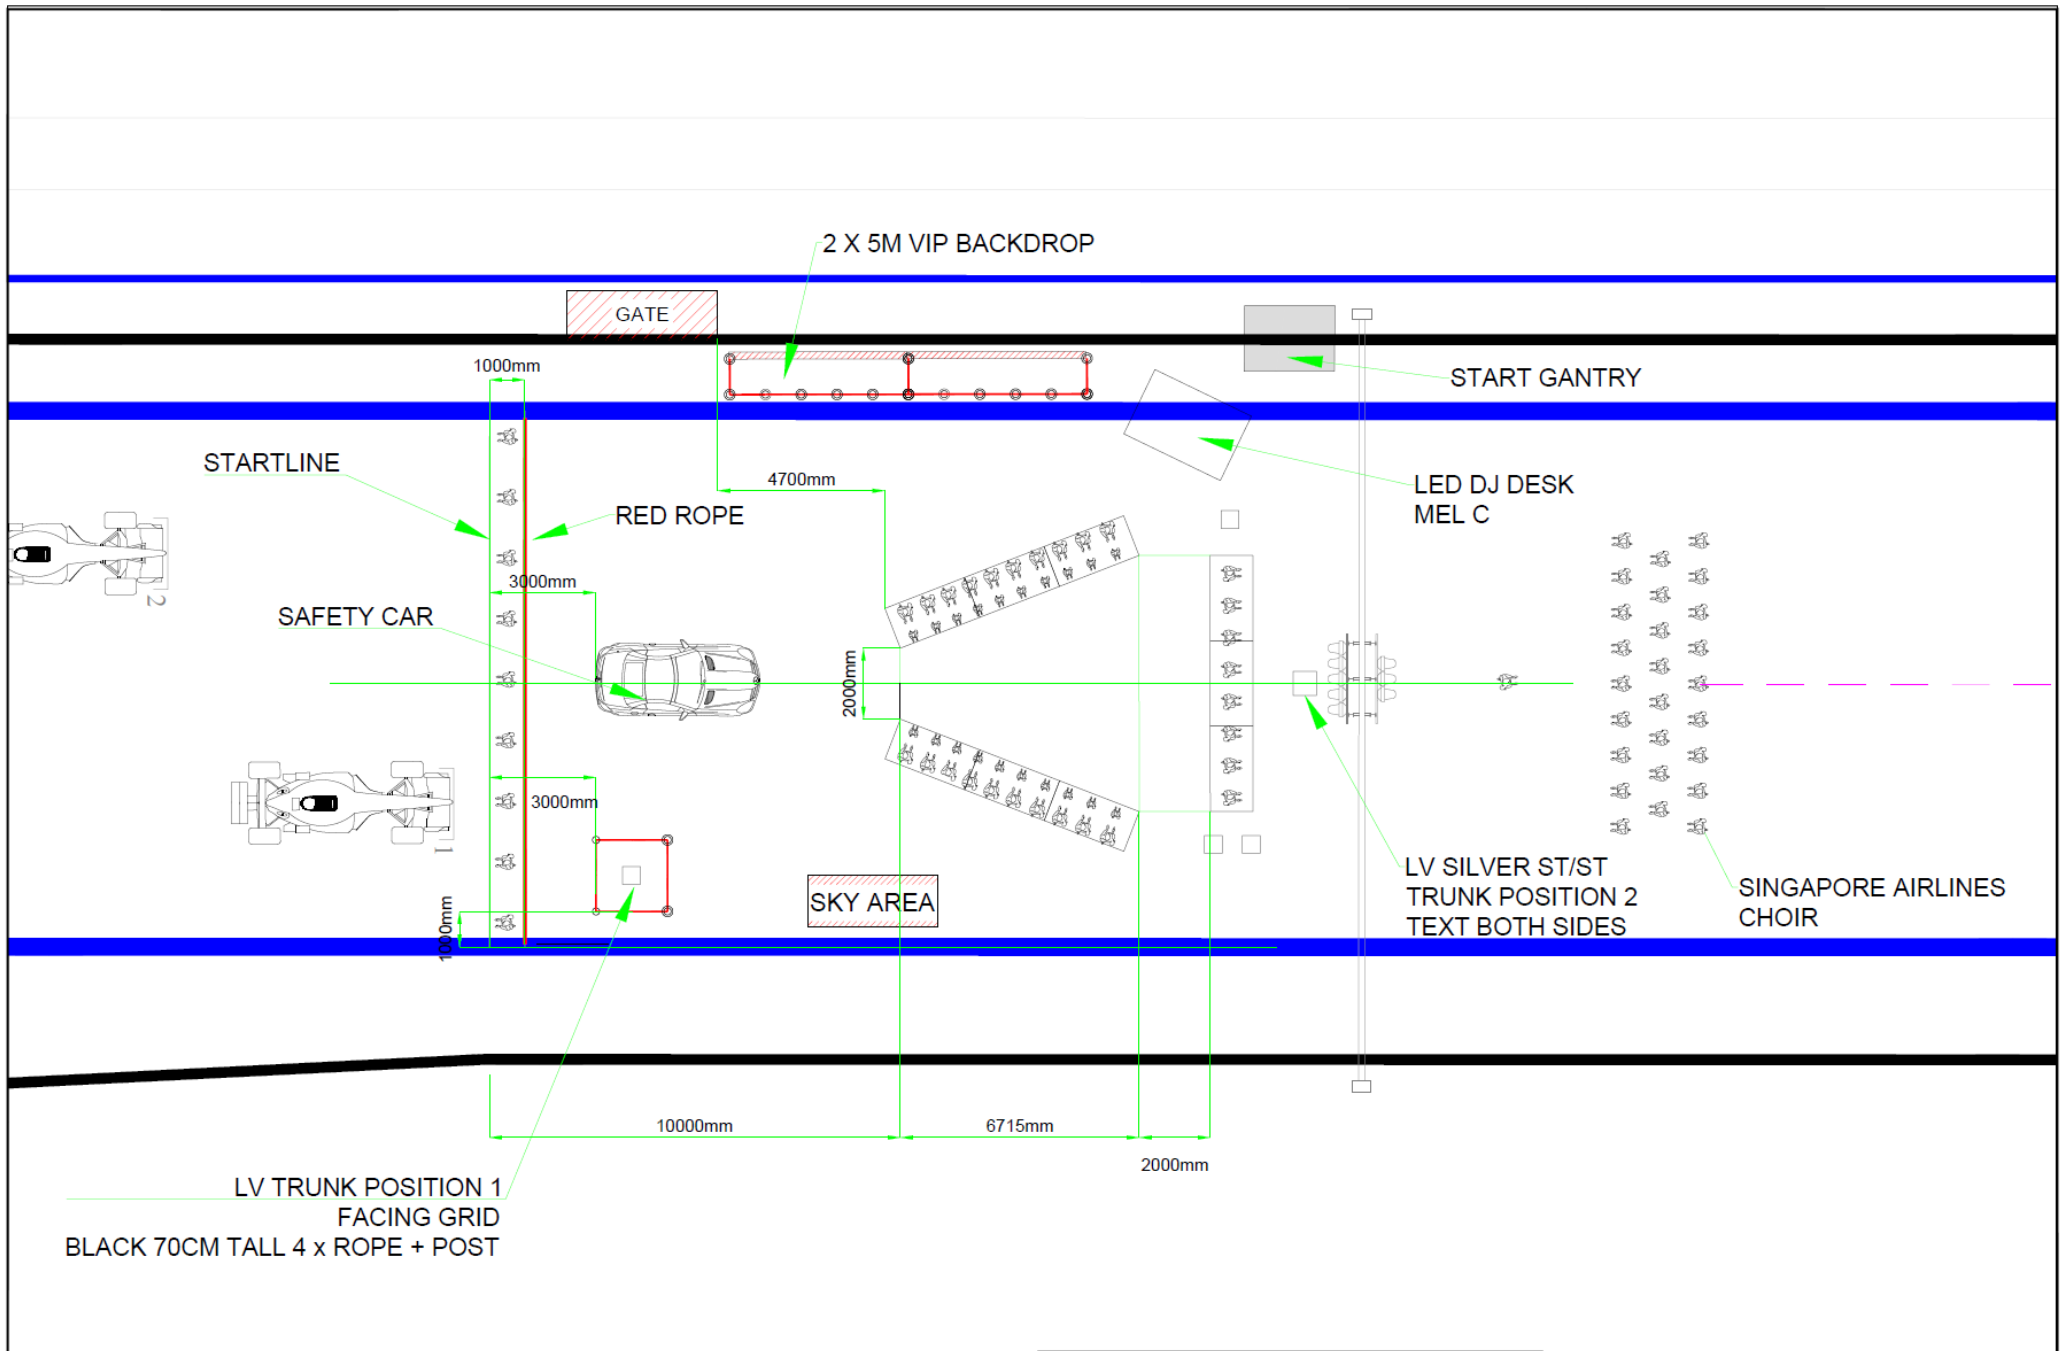 2 X 5M VIP BACKDROP
GATE
1000mm
START GANTRY
STARTLINE
4700mm
RED ROPE
LED DJ DESK
MEL C
3000mm
2
SAFETY CAR
2000mm
3000mm
1
LV SILVER ST/ST
TRUNK POSITION 2
TEXT BOTH SIDES
SINGAPORE AIRLINES
CHOIR
SKY AREA
1000mm
10000mm
6715mm
2000mm
LV TRUNK POSITION 1
FACING GRID
BLACK 70CM TALL 4 x ROPE + POST